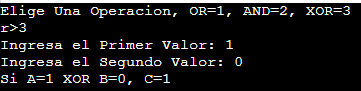 Elige Una Operacion, OR=1, AND=2, XOR=3
r>3
Ingresa el Primer Valor: 1
Ingresa el Segundo Valor: 0
Si A=1 XOR B=0, C=1